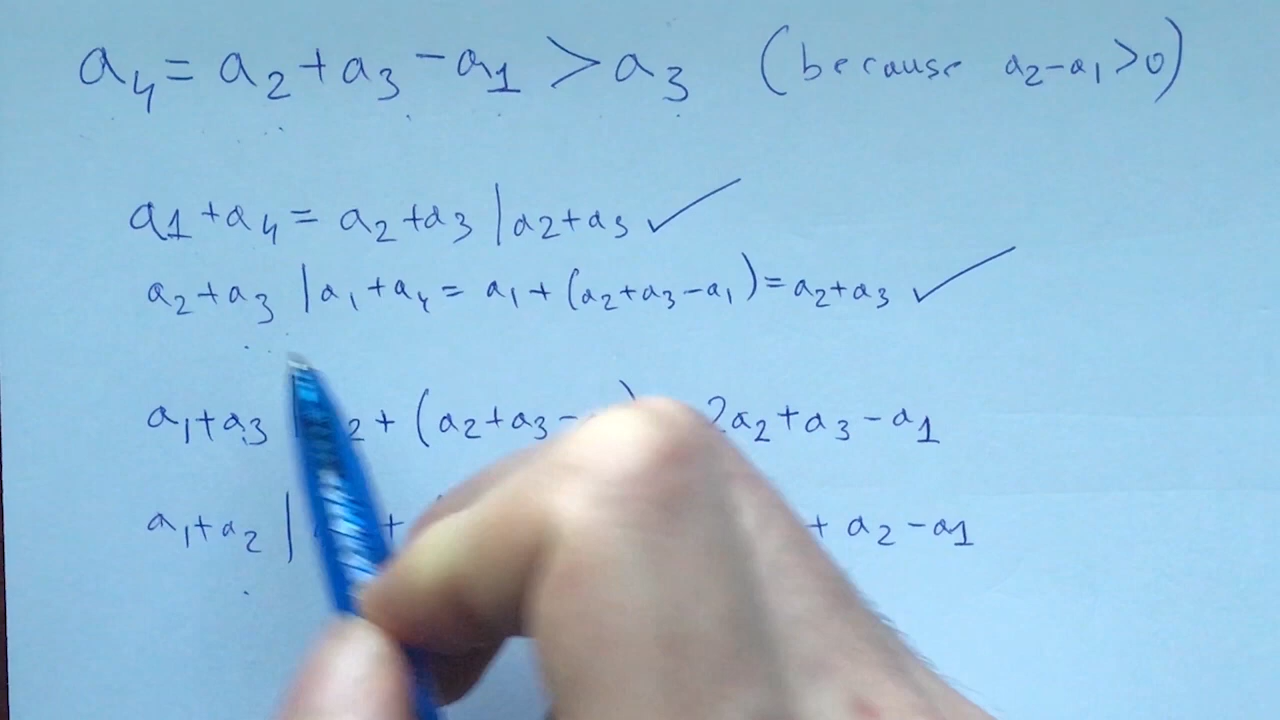 a₄ = a₂ + a₃ - a₁ > a₃ (because a₂ - a₁ > 0)
a₁ + a₄ = a₂ + a₃ | a₂ + a₃ ✓
a₂ + a₃ | a₁ + a₄ = a₁ + (a₂ + a₃ - a₁) = a₂ + a₃ ✓
a₁ + a₃ ₂ + (a₂ + a₃ - ) 2a₂ + a₃ - a₁
a₁ + a₂ | + + a₂ - a₁